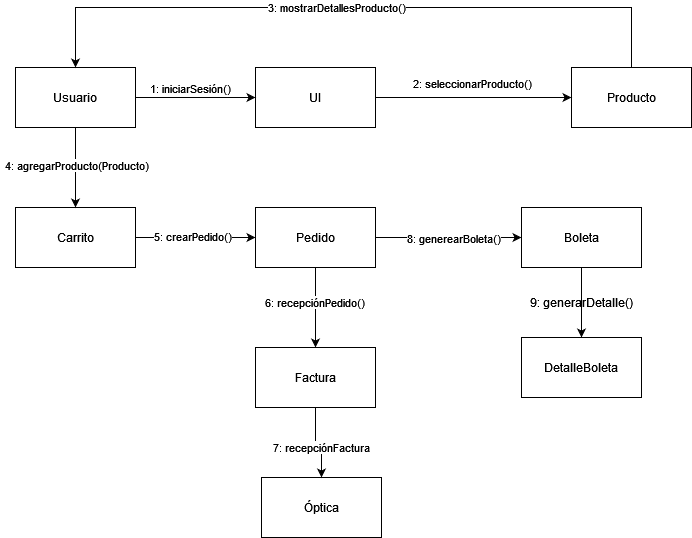 3: mostrarDetallesProducto()
Usuario
1: iniciarSesión()
UI
2: seleccionarProducto()
Producto
4: agregarProducto(Producto)
Carrito
5: crearPedido()
Pedido
8: generearBoleta()
Boleta
6: recepciónPedido()
9: generarDetalle()
Factura
DetalleBoleta
7: recepciónFactura
Óptica